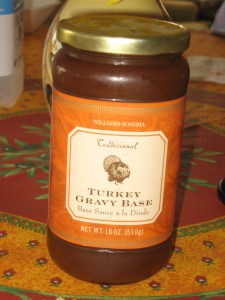 WILLIAMS-SONOMA
Traditional
TURKEY
GRAVY BASE
Base Sauce à la Dinde
NET WT. 18 OZ. (510g)